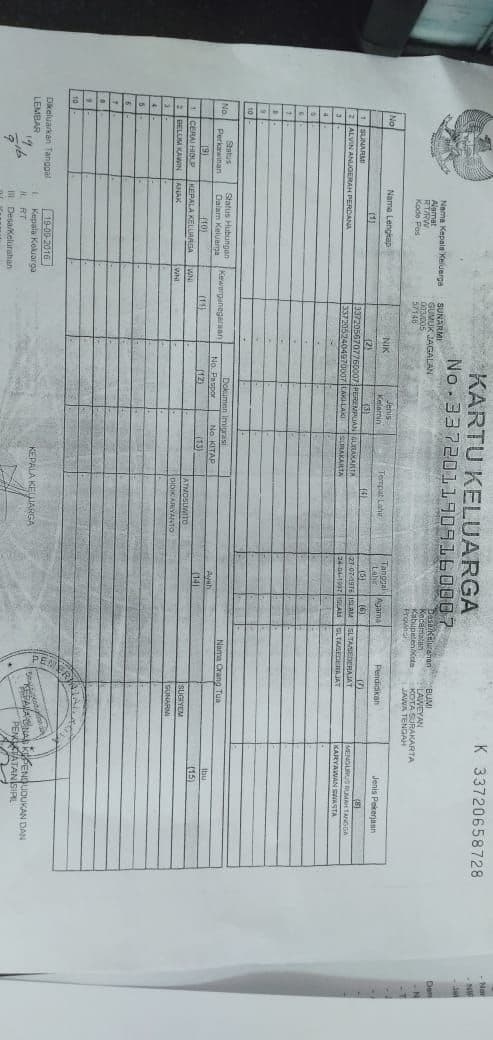 KARTU KELUARGA
No. 3372011909160007
K 33720658728
Nama Kepala Keluarga SUNARMI
Alamat GUMUK JAGALAN
RT/RW 003/005
Kode Pos 57148
Desa/Kelurahan BUMI
Kecamatan LAWEYAN
Kabupaten/Kota KOTA SURAKARTA
Provinsi JAWA TENGAH
No Nama Lengkap NIK Jenis Kelamin Tempat Lahir Tanggal Lahir Agama Pendidikan Jenis Pekerjaan
(1) (2) (3) (4) (5) (6) (7) (8)
1 SUNARMI 3372056707760007 PEREMPUAN SURAKARTA 27-07-1976 ISLAM SLTA/SEDERAJAT MENGURUS RUMAH TANGGA
2 ALVIN ANUGERAH PERDANA 3372052404970007 LAKI-LAKI SURAKARTA 24-04-1997 ISLAM SLTA/SEDERAJAT KARYAWAN SWASTA
3 -
4 -
5 -
6 -
7 -
8 -
9 -
10 -
No. Status Perkawinan Status Hubungan Dalam Keluarga Kewarganegaraan Dokumen Imigrasi Nama Orang Tua
No. Paspor No. KITAP Ayah Ibu
(9) (10) (11) (12) (13) (14) (15)
1 CERAI HIDUP KEPALA KELUARGA WNI - - ATMOSUWITO SUGIYEM
2 BELUM KAWIN ANAK WNI - - DIDIK ARIYANTO SUNARMI
3 -
4 -
5 -
6 -
7 -
8 -
9 -
10 -
Dikeluarkan Tanggal 19-09-2016
LEMBAR I. Kepala Keluarga
II. RT
III. Desa/Kelurahan
KEPALA KELUARGA
KEPALA DINAS KEPENDUDUKAN DAN
PENCATATAN SIPIL